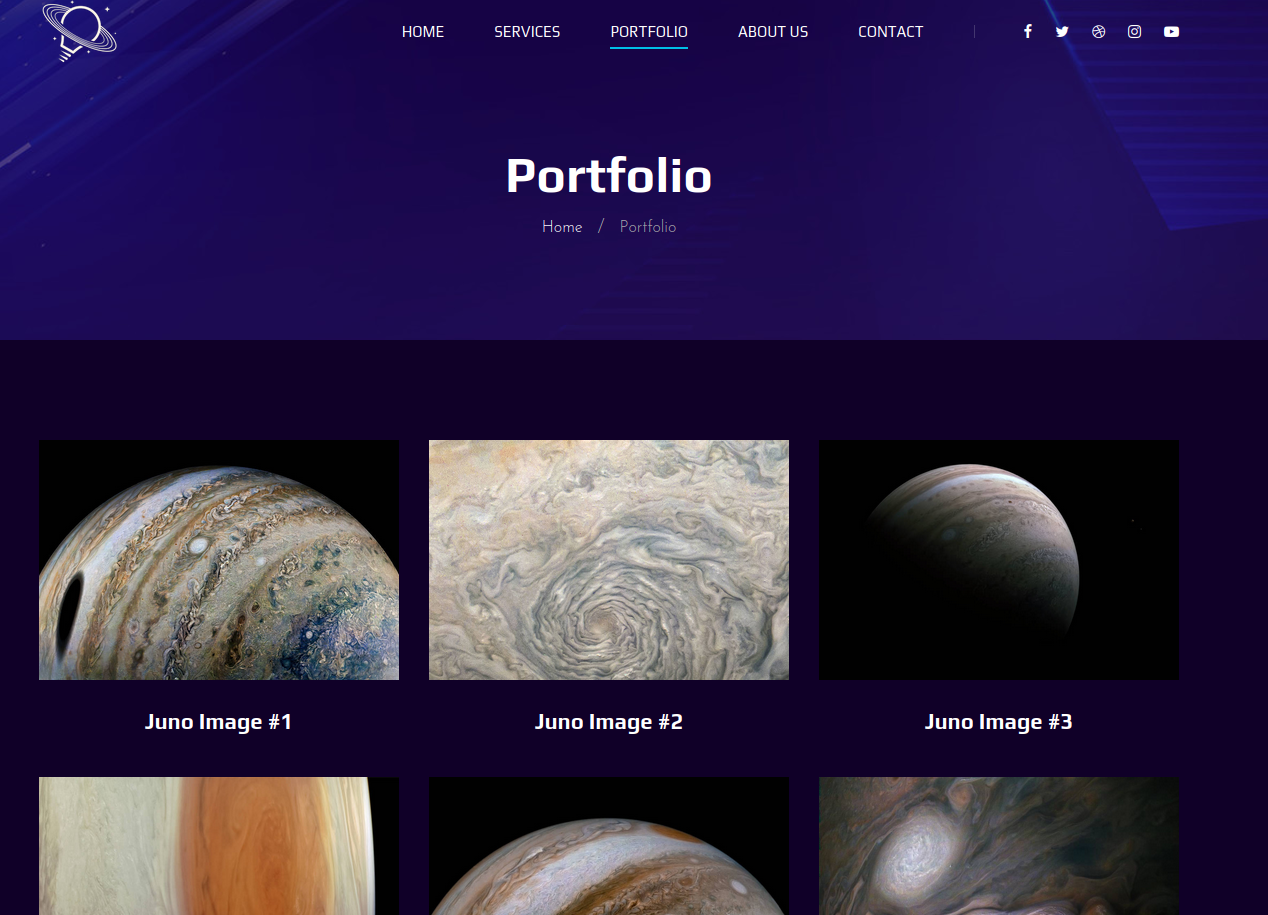 HOME SERVICES PORTFOLIO ABOUT US CONTACT
Portfolio
Home / Portfolio
Juno Image #1 Juno Image #2 Juno Image #3